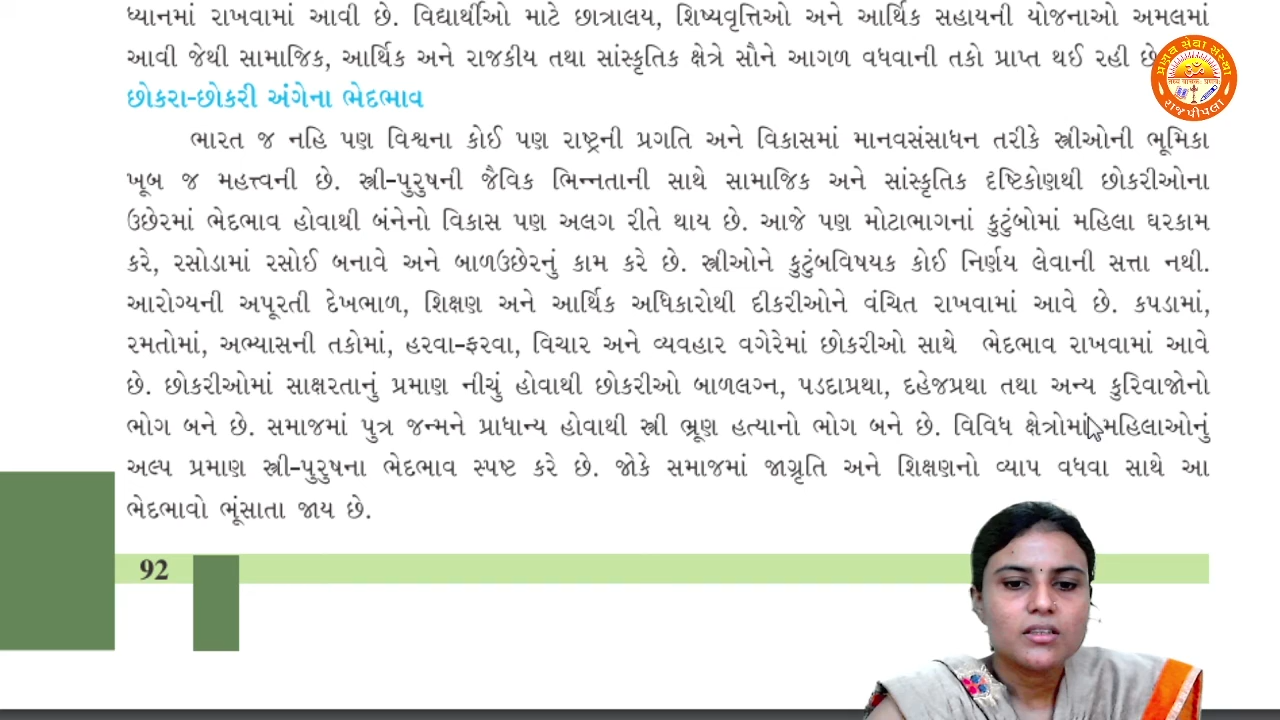 ધ્યાનમાં રાખવામાં આવી છે. વિદ્યાર્થીઓ માટે છાત્રાલય, શિષ્યવૃત્તિઓ અને આર્થિક સહાયની યોજનાઓ અમલમાં
આવી જેથી સામાજિક, આર્થિક અને રાજકીય તથા સાંસ્કૃતિક ક્ષેત્રે સૌને આગળ વધવાની તકો પ્રાપ્ત થઈ રહી છે
છોકરા-છોકરી અંગેના ભેદભાવ
ભારત જ નહિ પણ વિશ્વના કોઈ પણ રાષ્ટ્રની પ્રગતિ અને વિકાસમાં માનવસંસાધન તરીકે સ્ત્રીઓની ભૂમિકા
ખૂબ જ મહત્ત્વની છે. સ્ત્રી-પુરુષની જૈવિક ભિન્નતાની સાથે સામાજિક અને સાંસ્કૃતિક દૃષ્ટિકોણથી છોકરીઓના
ઉછેરમાં ભેદભાવ હોવાથી બંનેનો વિકાસ પણ અલગ રીતે થાય છે. આજે પણ મોટાભાગનાં કુટુંબોમાં મહિલા ઘરકામ
કરે, રસોડામાં રસોઈ બનાવે અને બાળઉછેરનું કામ કરે છે. સ્ત્રીઓને કુટુંબવિષયક કોઈ નિર્ણય લેવાની સત્તા નથી.
આરોગ્યની અપૂરતી દેખભાળ, શિક્ષણ અને આર્થિક અધિકારોથી દીકરીઓને વંચિત રાખવામાં આવે છે. કપડામાં,
રમતોમાં, અભ્યાસની તકોમાં, હરવા-ફરવા, વિચાર અને વ્યવહાર વગેરેમાં છોકરીઓ સાથે ભેદભાવ રાખવામાં આવે
છે. છોકરીઓમાં સાક્ષરતાનું પ્રમાણ નીચું હોવાથી છોકરીઓ બાળલગ્ન, પડદાપ્રથા, દહેજપ્રથા તથા અન્ય કુરિવાજોનો
ભોગ બને છે. સમાજમાં પુત્ર જન્મને પ્રાધાન્ય હોવાથી સ્ત્રી ભ્રૂણ હત્યાનો ભોગ બને છે. વિવિધ ક્ષેત્રોમાં મહિલાઓનું
અલ્પ પ્રમાણ સ્ત્રી-પુરુષના ભેદભાવ સ્પષ્ટ કરે છે. જોકે સમાજમાં જાગૃતિ અને શિક્ષણનો વ્યાપ વધવા સાથે આ
ભેદભાવો ભૂંસાતા જાય છે.
92
પ્રણવ સેવા સંસ્થા
રાજપીપલા